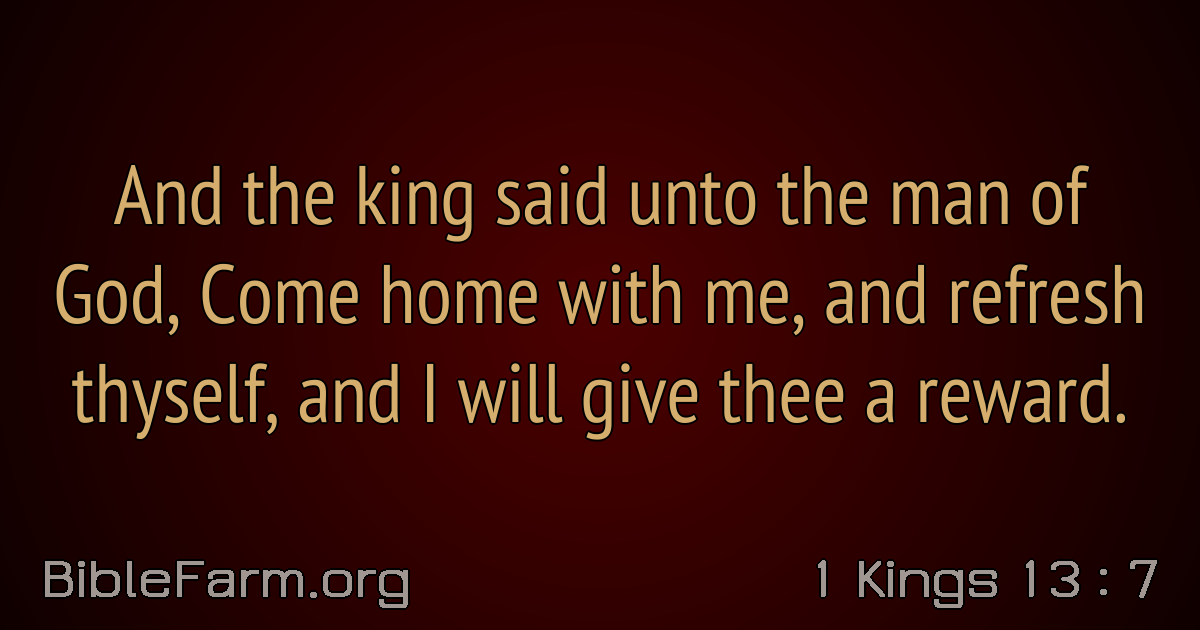 And the king said unto the man of
God, Come home with me, and refresh
thyself, and I will give thee a reward.
BibleFarm.org
1 Kings 13 : 7